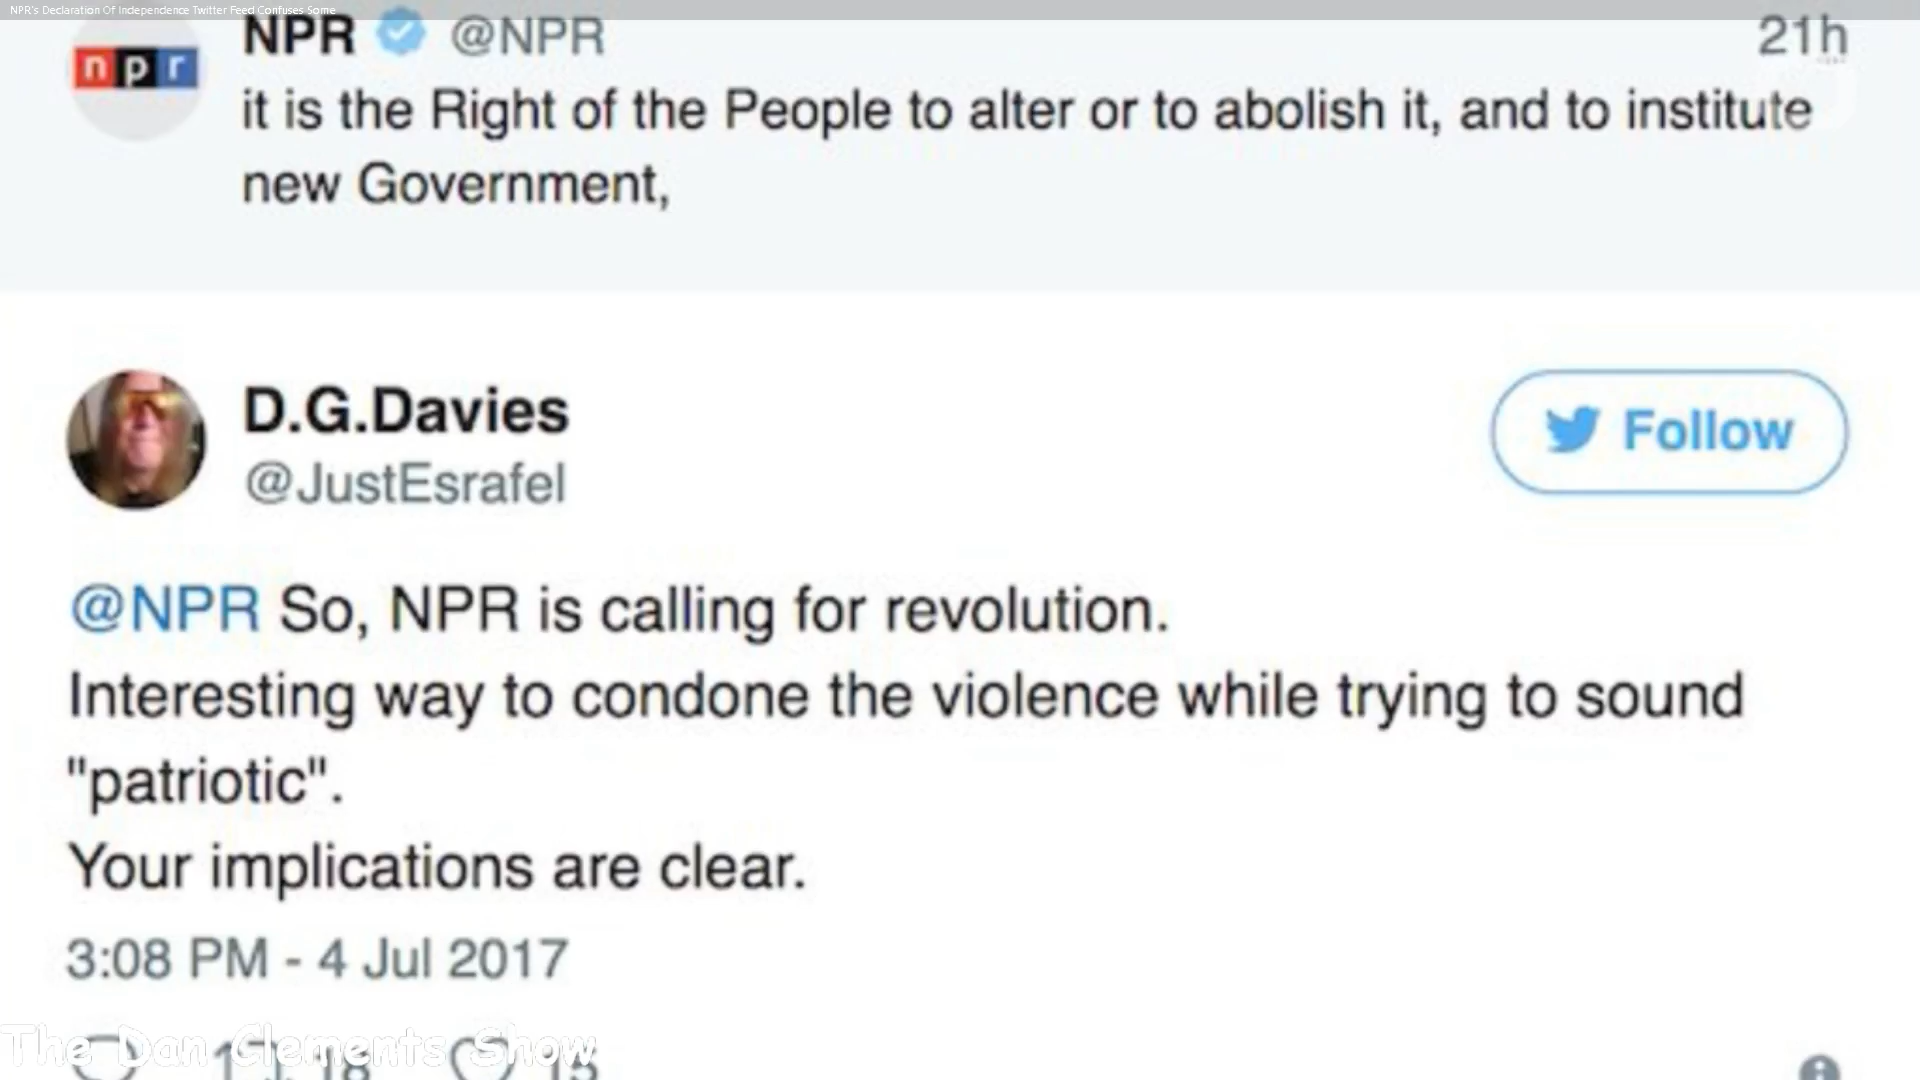 NPR's Declaration Of Independence Twitter Feed Confuses Some
NPR @NPR 21h
npr
it is the Right of the People to alter or to abolish it, and to institute
new Government,
D.G.Davies
@JustEsrafel
Follow
@NPR So, NPR is calling for revolution.
Interesting way to condone the violence while trying to sound
"patriotic".
Your implications are clear.
3:08 PM - 4 Jul 2017
The Dan Clements Show
18 15